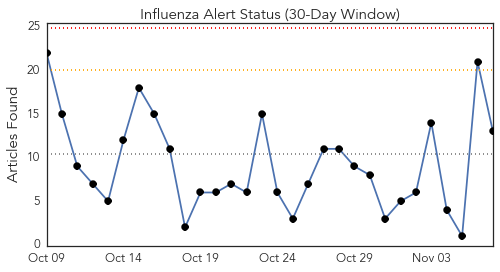 Influenza Alert Status (30-Day Window)
Articles Found
25
20
15
10
5
0
Oct 09
Oct 14
Oct 19
Oct 24
Oct 29
Nov 03